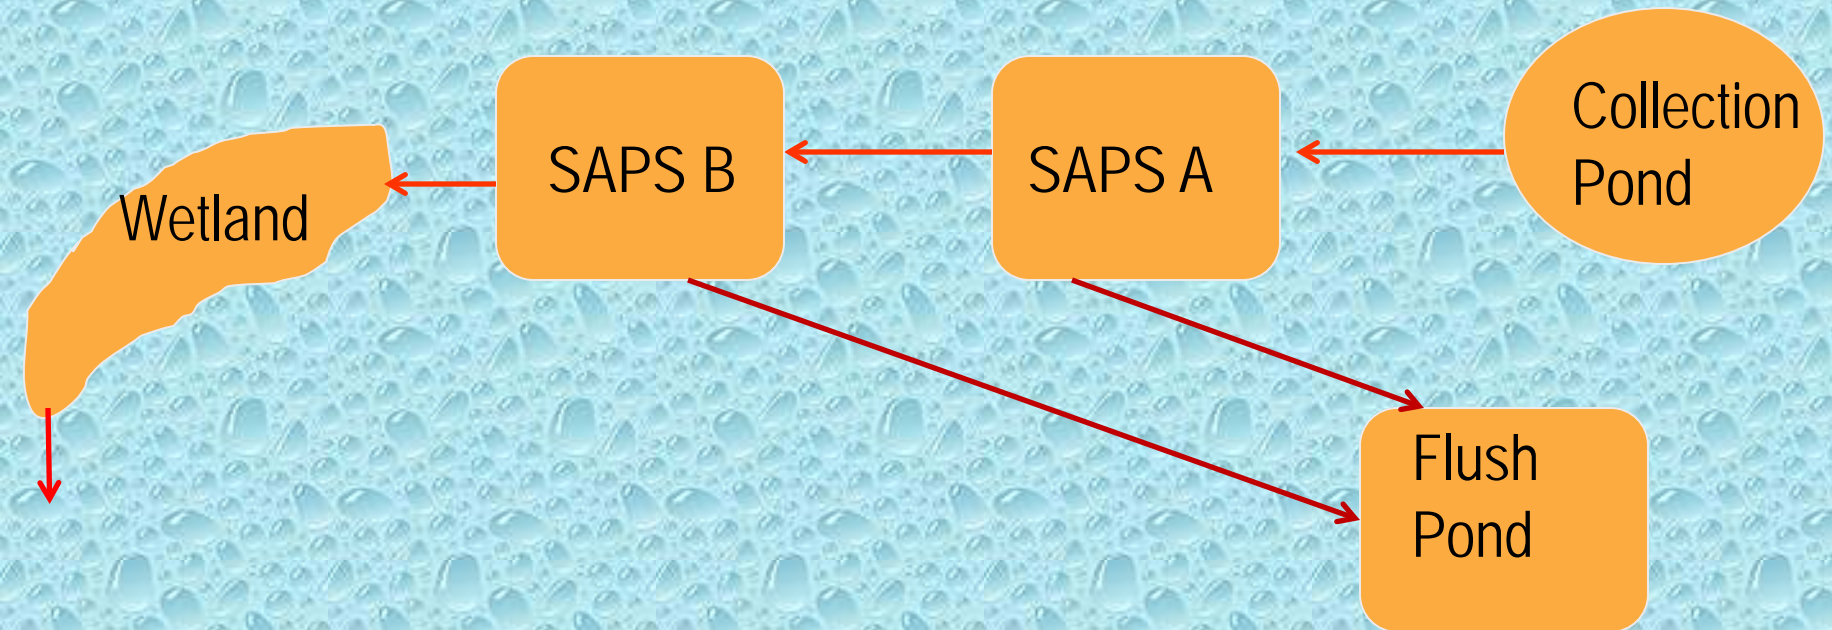 Wetland
SAPS B
SAPS A
Collection
Pond
Flush
Pond